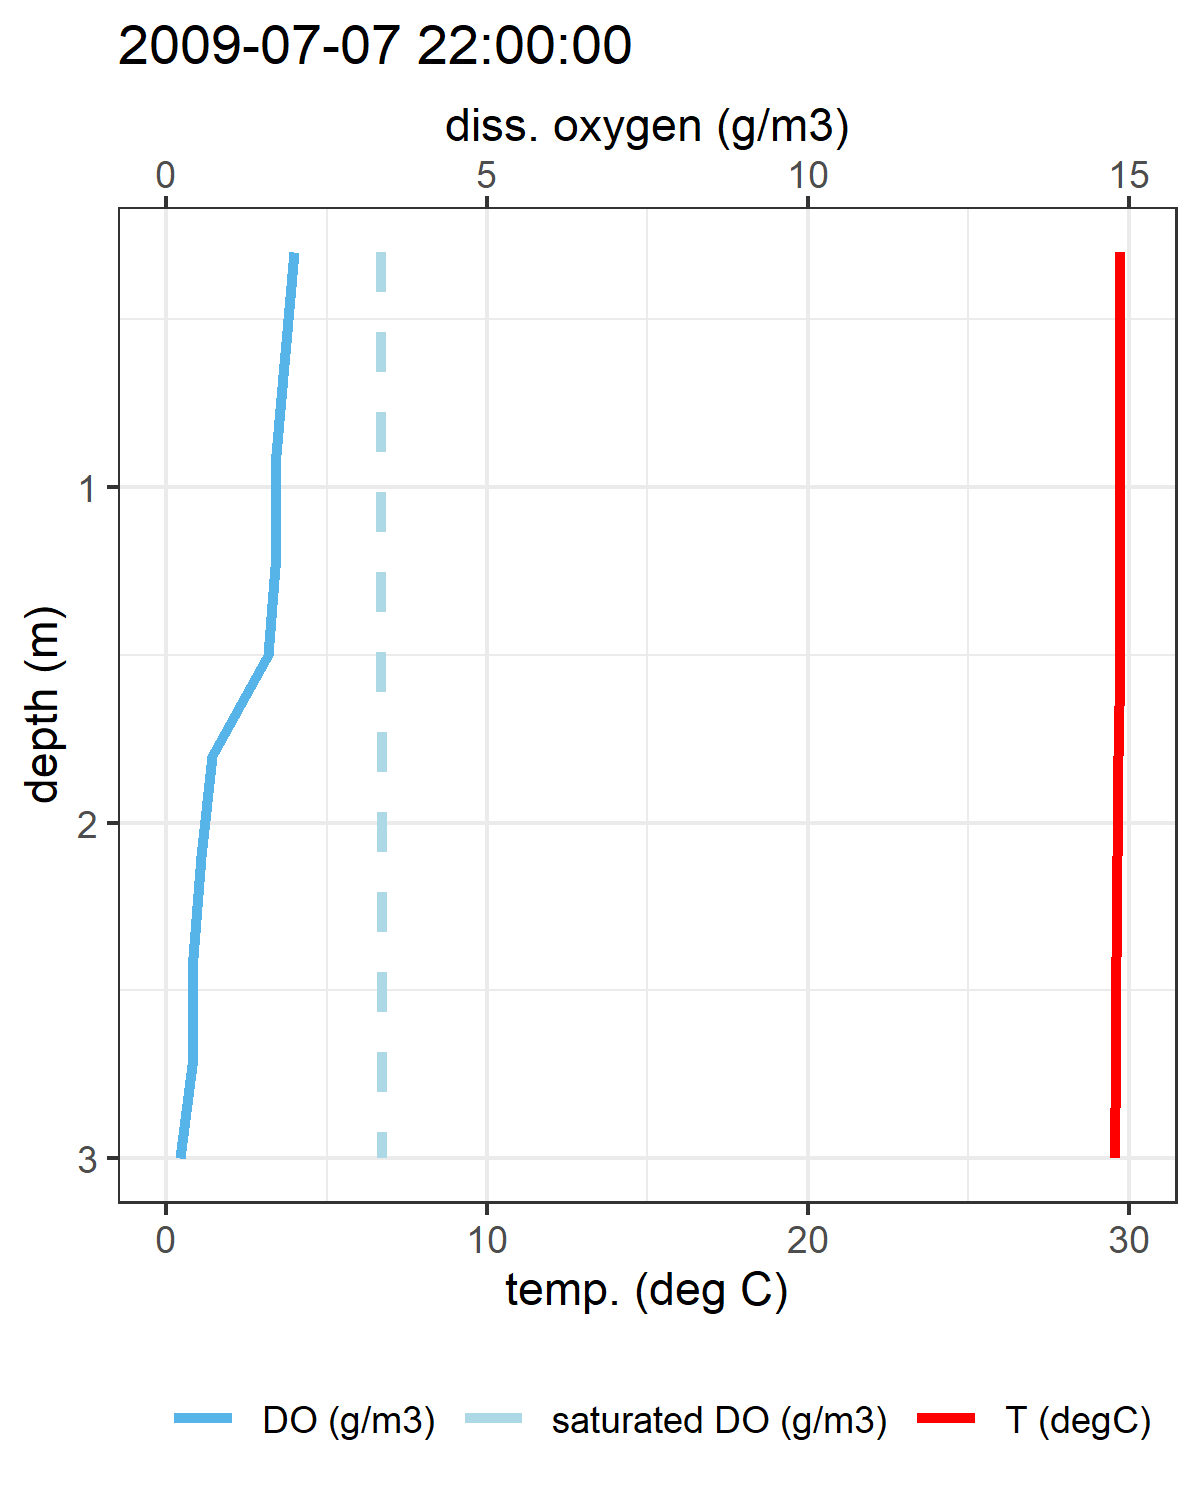 2009-07-07 22:00:00
diss. oxygen (g/m3)
0 5 10 15
1
2
3
depth (m)
0 10 20 30
temp. (deg C)
DO (g/m3) saturated DO (g/m3) T (degC)